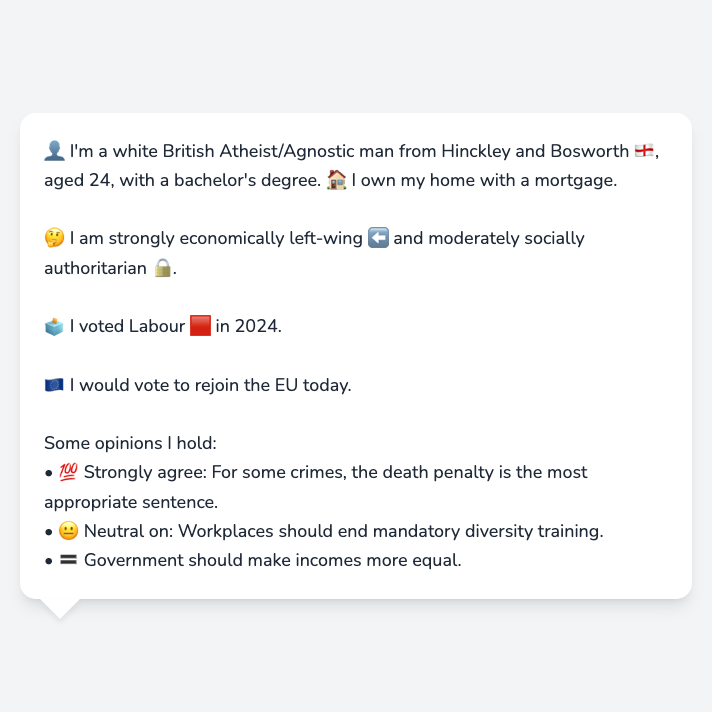 👤 I'm a white British Atheist/Agnostic man from Hinckley and Bosworth 🏴󠁧󠁢󠁥󠁮󠁧󠁿,
aged 24, with a bachelor's degree. 🏠 I own my home with a mortgage.
🤔 I am strongly economically left-wing ⬅️ and moderately socially
authoritarian 🔒.
🗳️ I voted Labour 🟥 in 2024.
🇪🇺 I would vote to rejoin the EU today.
Some opinions I hold:
• 💯 Strongly agree: For some crimes, the death penalty is the most
appropriate sentence.
• 😐 Neutral on: Workplaces should end mandatory diversity training.
• 🟰 Government should make incomes more equal.